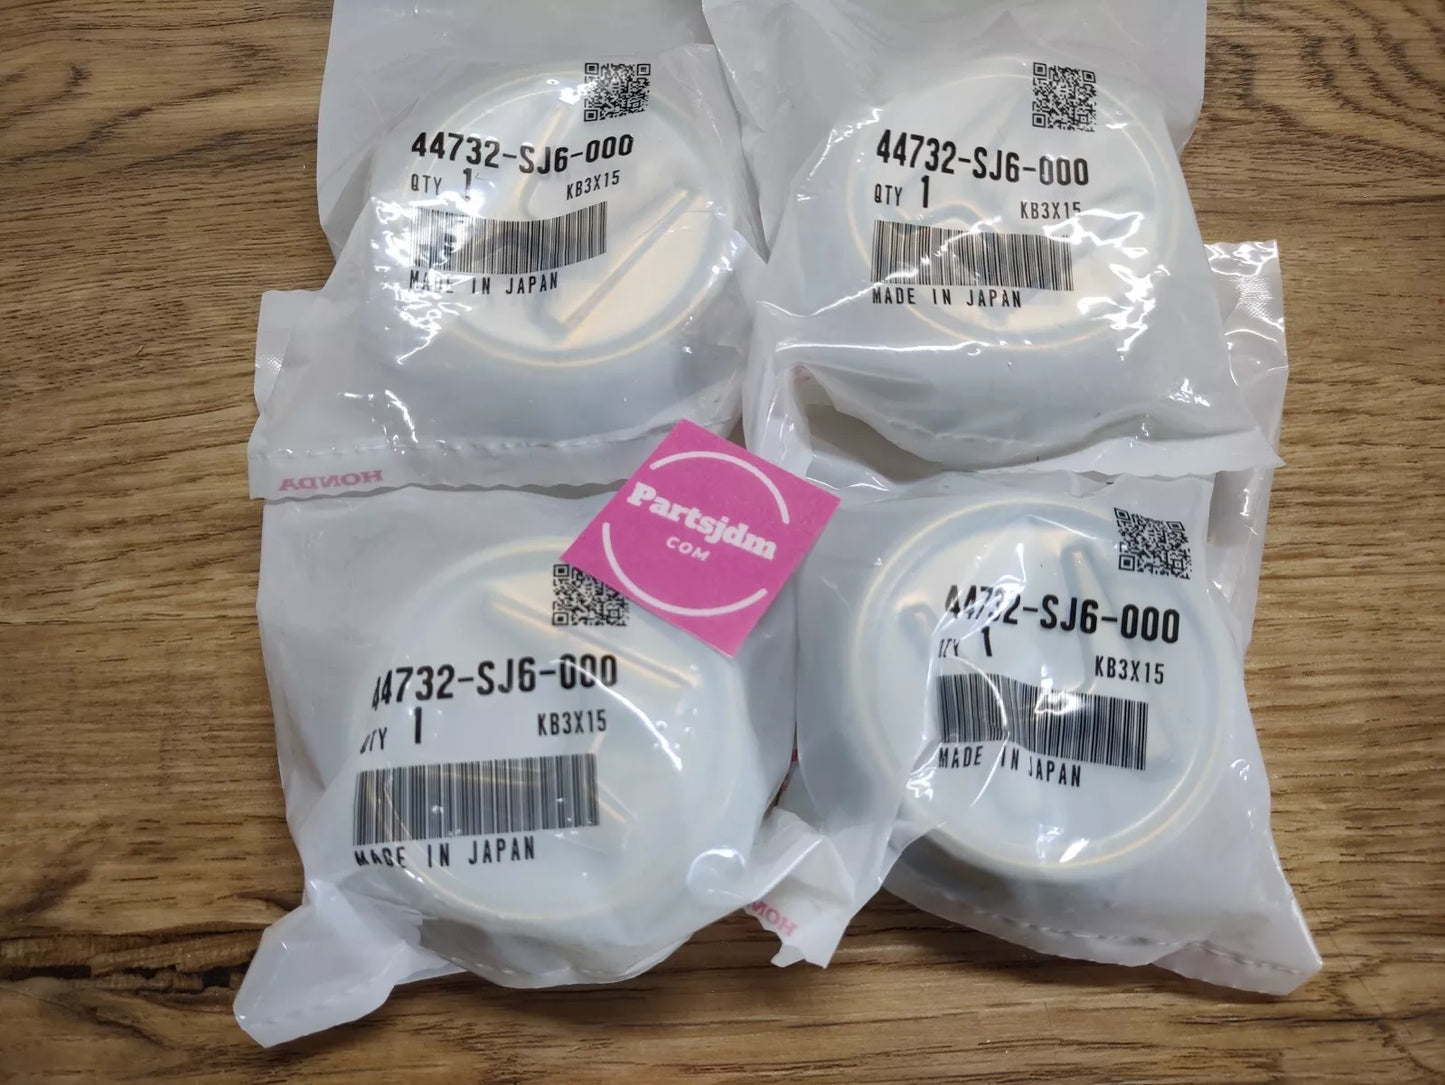 44732-SJ6-000
QTY 1 KB3X15
MADE IN JAPAN
44732-SJ6-000
QTY 1 KB3X15
MADE IN JAPAN
HONDA
Partsjdm
COM
44732-SJ6-000
QTY 1 KB3X15
MADE IN JAPAN
44732-SJ6-000
QTY 1 KB3X15
MADE IN JAPAN
HON